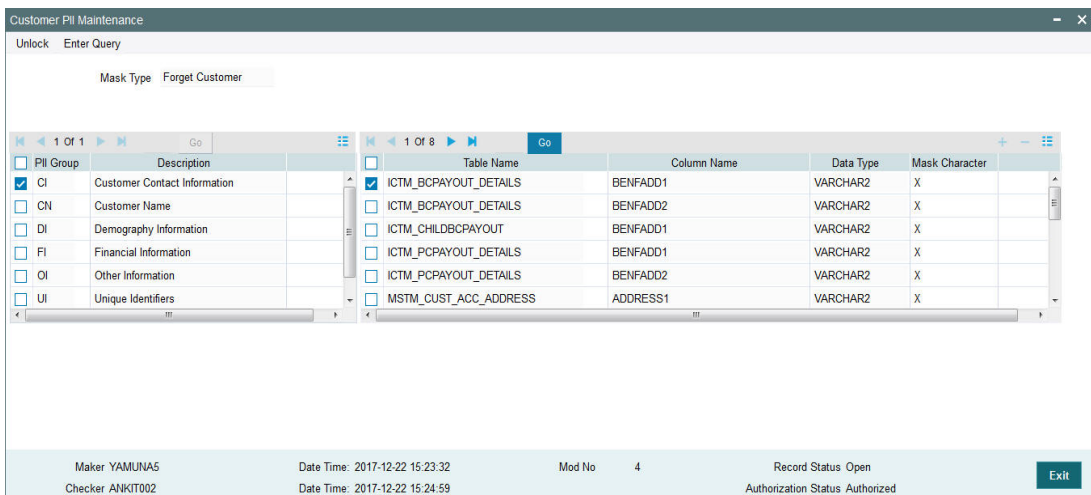 Customer PII Maintenance
Unlock Enter Query
Mask Type Forget Customer
1 Of 1 Go
PII Group Description
CI Customer Contact Information
CN Customer Name
DI Demography Information
FI Financial Information
OI Other Information
UI Unique Identifiers
1 Of 8 Go
Table Name Column Name Data Type Mask Character
ICTM_BCPAYOUT_DETAILS BENFADD1 VARCHAR2 X
ICTM_BCPAYOUT_DETAILS BENFADD2 VARCHAR2 X
ICTM_CHILDBCPAYOUT BENFADD1 VARCHAR2 X
ICTM_PCPAYOUT_DETAILS BENFADD1 VARCHAR2 X
ICTM_PCPAYOUT_DETAILS BENFADD2 VARCHAR2 X
MSTM_CUST_ACC_ADDRESS ADDRESS1 VARCHAR2 X
Maker YAMUNA5 Date Time: 2017-12-22 15:23:32 Mod No 4 Record Status Open
Checker ANKIT002 Date Time: 2017-12-22 15:24:59 Authorization Status Authorized
Exit